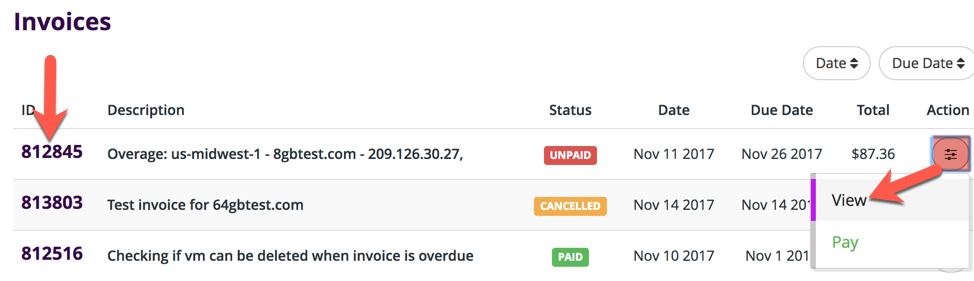 Invoices
Date Due Date
ID Description Status Date Due Date Total Action
812845 Overage: us-midwest-1 - 8gbtest.com - 209.126.30.27, UNPAID Nov 11 2017 Nov 26 2017 $87.36
813803 Test invoice for 64gbtest.com CANCELLED Nov 14 2017 Nov 14 201 View
812516 Checking if vm can be deleted when invoice is overdue PAID Nov 10 2017 Nov 1 201 Pay